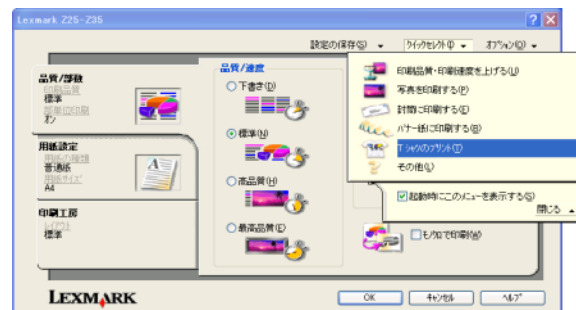 Lexmark Z25-Z35
設定の保存(S) クイックセレクト(I) オプション(O)
品質/部数
印刷品質
標準
部単位印刷
オン
用紙設定
用紙の種類
普通紙
用紙サイズ
A4
印刷工房
レイアウト
標準
品質/速度
下書き(D)
標準(N)
高品質(H)
最高品質(E)
印刷品質・印刷速度を上げる(U)
写真を印刷する(P)
封筒に印刷する(E)
バナー紙に印刷する(B)
Tシャツのプリント(T)
その他(L)
起動時にこのメニューを表示する(S)
閉じる
モノクロで印刷(W)
LEXMARK
OK キャンセル ヘルプ